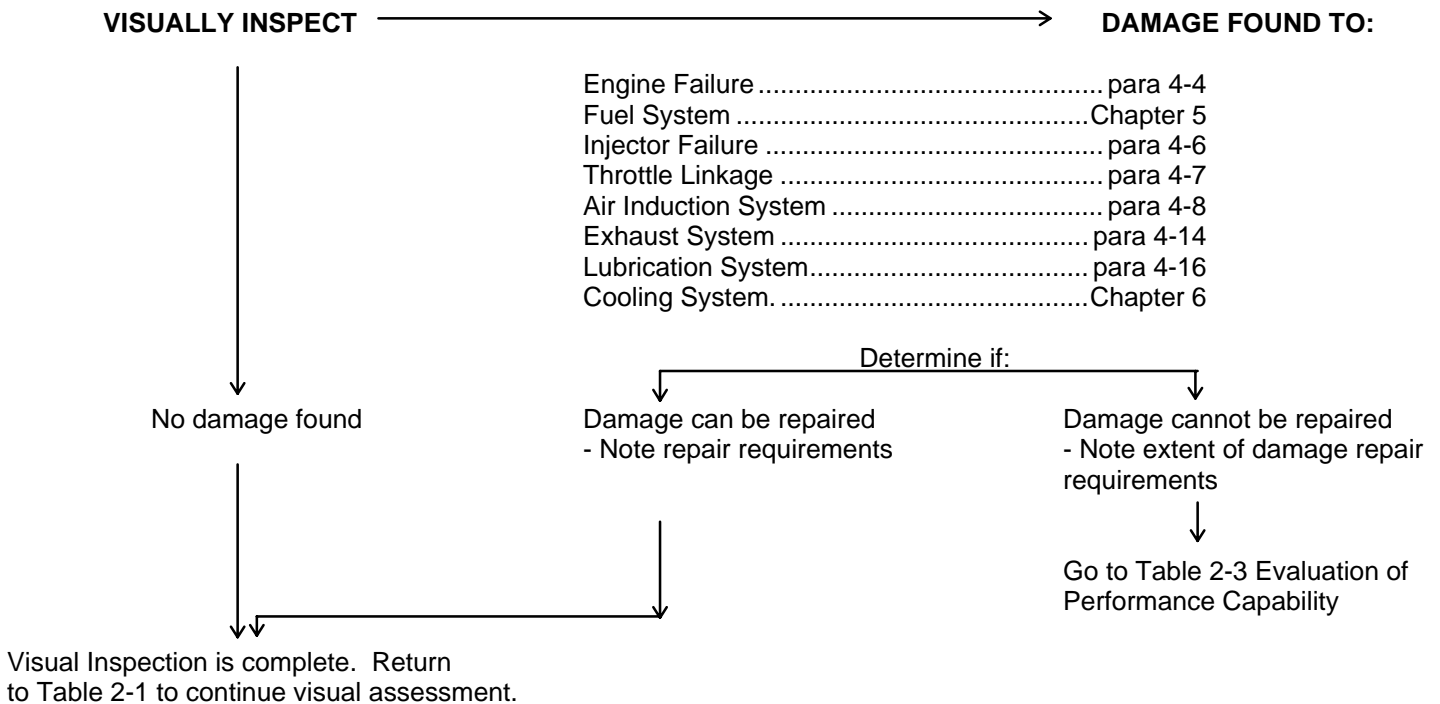 VISUALLY INSPECT
DAMAGE FOUND TO:
Engine Failure................................................ para 4-4
Fuel System .................................................Chapter 5
Injector Failure ............................................... para 4-6
Throttle Linkage ............................................. para 4-7
Air Induction System ...................................... para 4-8
Exhaust System ........................................... para 4-14
Lubrication System....................................... para 4-16
Cooling System. ...........................................Chapter 6
Determine if:
No damage found
Damage can be repaired
- Note repair requirements
Damage cannot be repaired
- Note extent of damage repair
requirements
Go to Table 2-3 Evaluation of
Performance Capability
Visual Inspection is complete.  Return
to Table 2-1 to continue visual assessment.